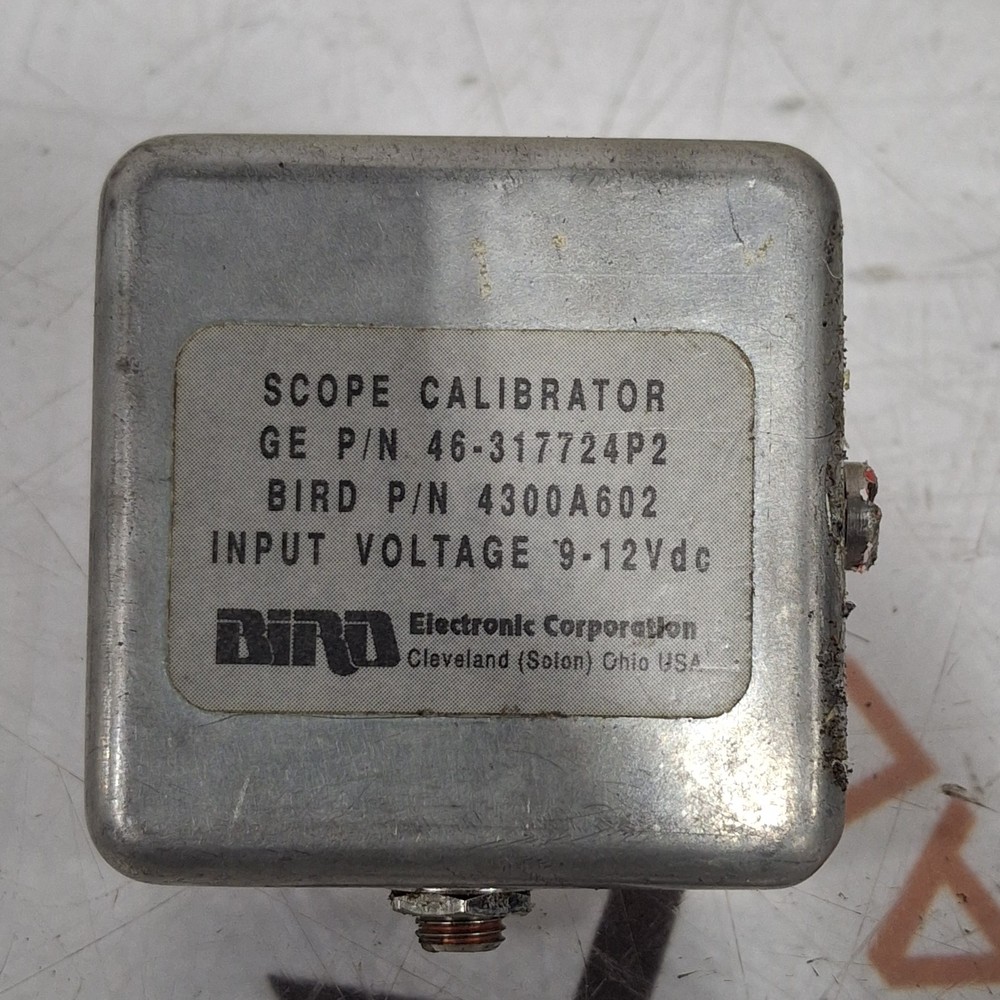 SCOPE CALIBRATOR
GE P/N 46-317724P2
BIRD P/N 4300A602
INPUT VOLTAGE 9-12Vdc
BIRD Electronic Corporation
Cleveland (Solon) Ohio USA